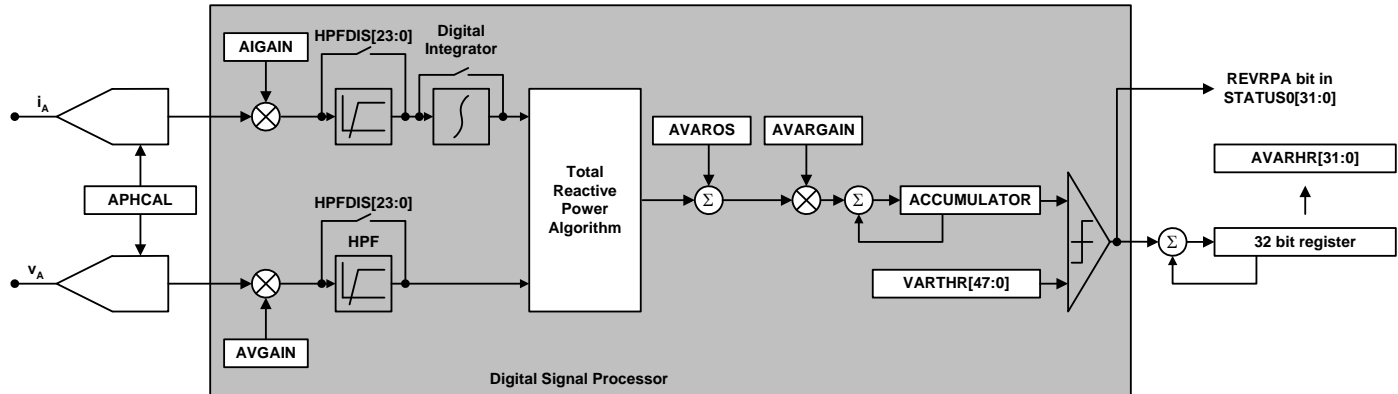 HPFDIS[23:0]
Digital
Integrator
AIGAIN
REVRPA bit in
STATUS0[31:0]
iA
AVAROS
AVARGAIN
AVARHR[31:0]
Total
Reactive
Power
Algorithm
APHCAL
Σ
Σ
ACCUMULATOR
HPFDIS[23:0]
HPF
Σ
32 bit register
vA
VARTHR[47:0]
AVGAIN
Digital Signal Processor